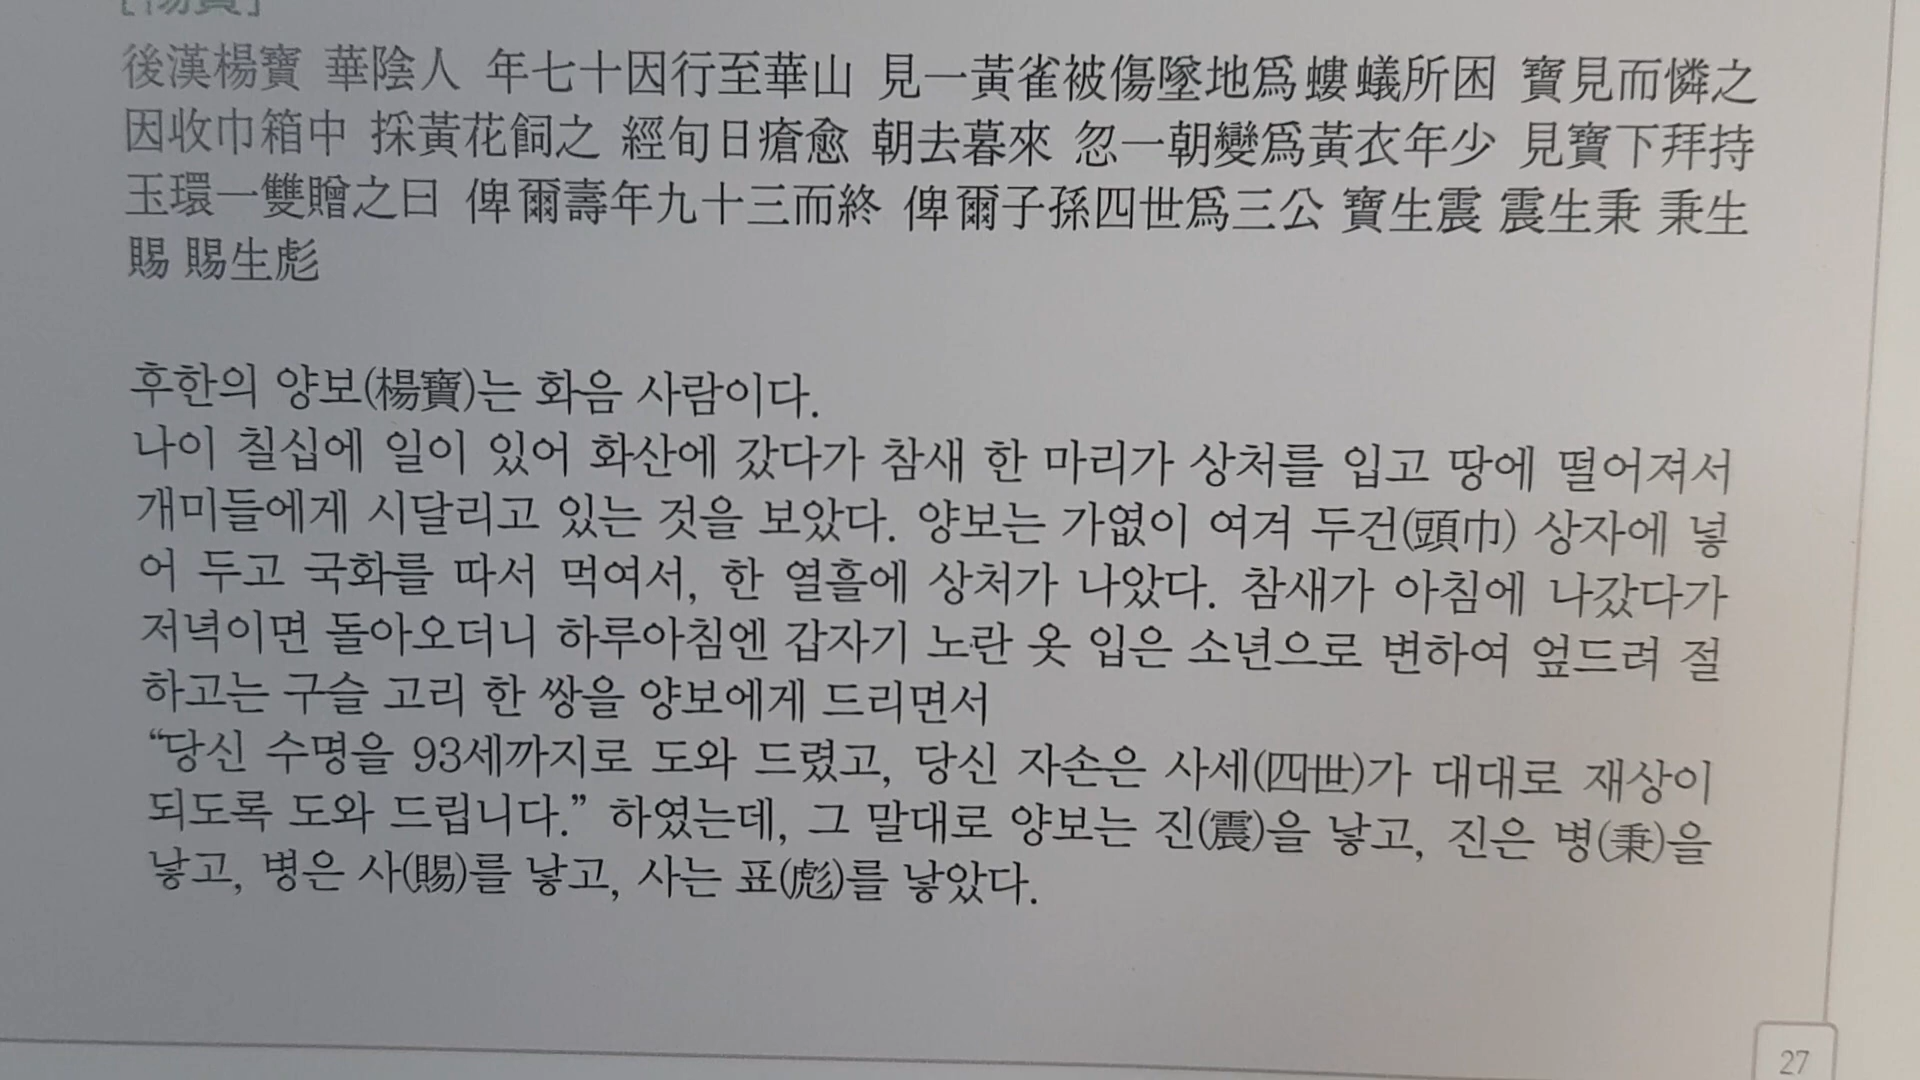 [楊寶]
後漢楊寶 華陰人 年七十因行至華山 見一黃雀被傷墜地爲螻蟻所困 寶見而憐之
因收巾箱中 採黃花飼之 經旬日瘡愈 朝去暮來 忽一朝變爲黃衣年少 見寶下拜持
玉環一雙贈之曰 俾爾壽年九十三而終 俾爾子孫四世爲三公 寶生震 震生秉 秉生
賜 賜生彪
후한의 양보(楊寶)는 화음 사람이다.
나이 칠십에 일이 있어 화산에 갔다가 참새 한 마리가 상처를 입고 땅에 떨어져서
개미들에게 시달리고 있는 것을 보았다. 양보는 가엾이 여겨 두건(頭巾) 상자에 넣
어 두고 국화를 따서 먹여서, 한 열흘에 상처가 나았다. 참새가 아침에 나갔다가
저녁이면 돌아오더니 하루아침엔 갑자기 노란 옷 입은 소년으로 변하여 엎드려 절
하고는 구슬 고리 한 쌍을 양보에게 드리면서
“당신 수명을 93세까지로 도와 드렸고, 당신 자손은 사세(四世)가 대대로 재상이
되도록 도와 드립니다.” 하였는데, 그 말대로 양보는 진(震)을 낳고, 진은 병(秉)을
낳고, 병은 사(賜)를 낳고, 사는 표(彪)를 낳았다.
27